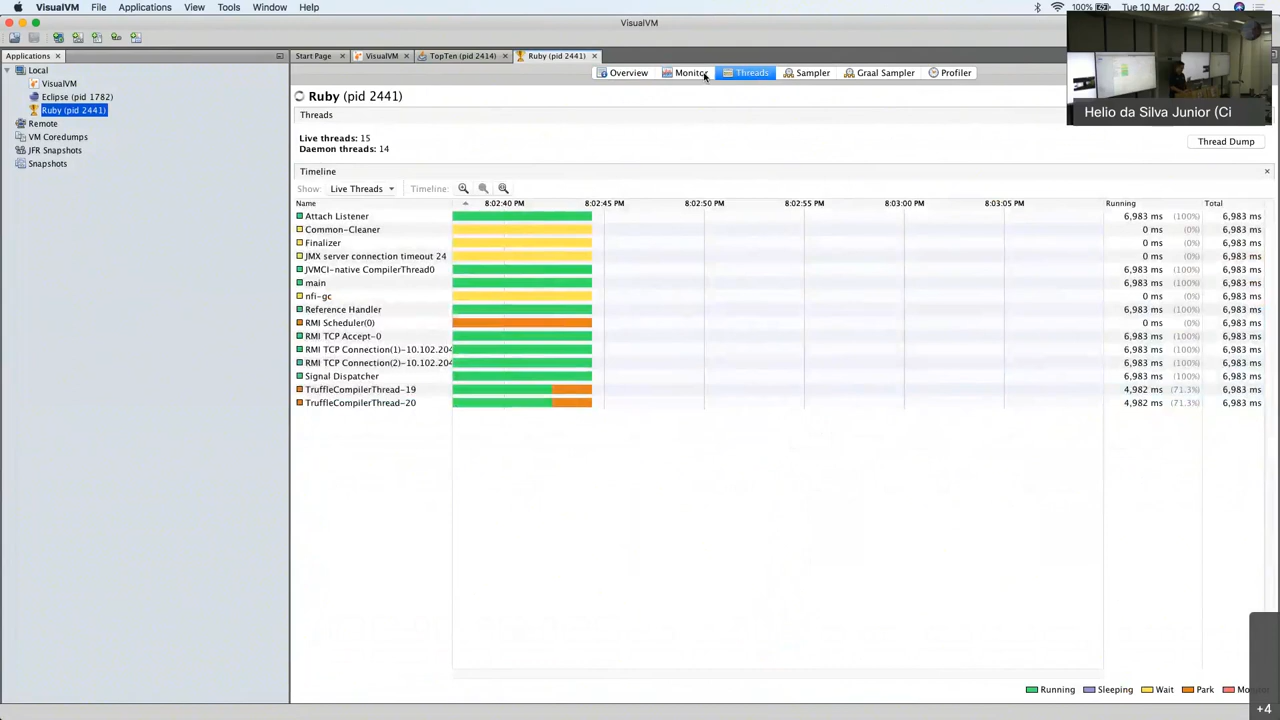 VisualVM File Applications View Tools Window Help 100% Tue 10 Mar 20:02
VisualVM
Applications × Start Page × VisualVM × TopTen (pid 2414) × Ruby (pid 2441) ×
Local
VisualVM
Eclipse (pid 1782)
Ruby (pid 2441)
Remote
VM Coredumps
JFR Snapshots
Snapshots
Overview Monitor Threads Sampler Graal Sampler Profiler
Ruby (pid 2441)
Helio da Silva Junior (Ci
Threads
Live threads: 15
Daemon threads: 14
Thread Dump
Timeline ×
Show: Live Threads Timeline:
Name 8:02:40 PM 8:02:45 PM 8:02:50 PM 8:02:55 PM 8:03:00 PM 8:03:05 PM Running Total
Attach Listener 6,983 ms (100%) 6,983 ms
Common-Cleaner 0 ms (0%) 6,983 ms
Finalizer 0 ms (0%) 6,983 ms
JMX server connection timeout 24 0 ms (0%) 6,983 ms
JVMCI-native CompilerThread0 6,983 ms (100%) 6,983 ms
main 6,983 ms (100%) 6,983 ms
nfi-gc 0 ms (0%) 6,983 ms
Reference Handler 6,983 ms (100%) 6,983 ms
RMI Scheduler(0) 0 ms (0%) 6,983 ms
RMI TCP Accept-0 6,983 ms (100%) 6,983 ms
RMI TCP Connection(1)-10.102.204 6,983 ms (100%) 6,983 ms
RMI TCP Connection(2)-10.102.204 6,983 ms (100%) 6,983 ms
Signal Dispatcher 6,983 ms (100%) 6,983 ms
TruffleCompilerThread-19 4,982 ms (71.3%) 6,983 ms
TruffleCompilerThread-20 4,982 ms (71.3%) 6,983 ms
Running Sleeping Wait Park Mo
+4